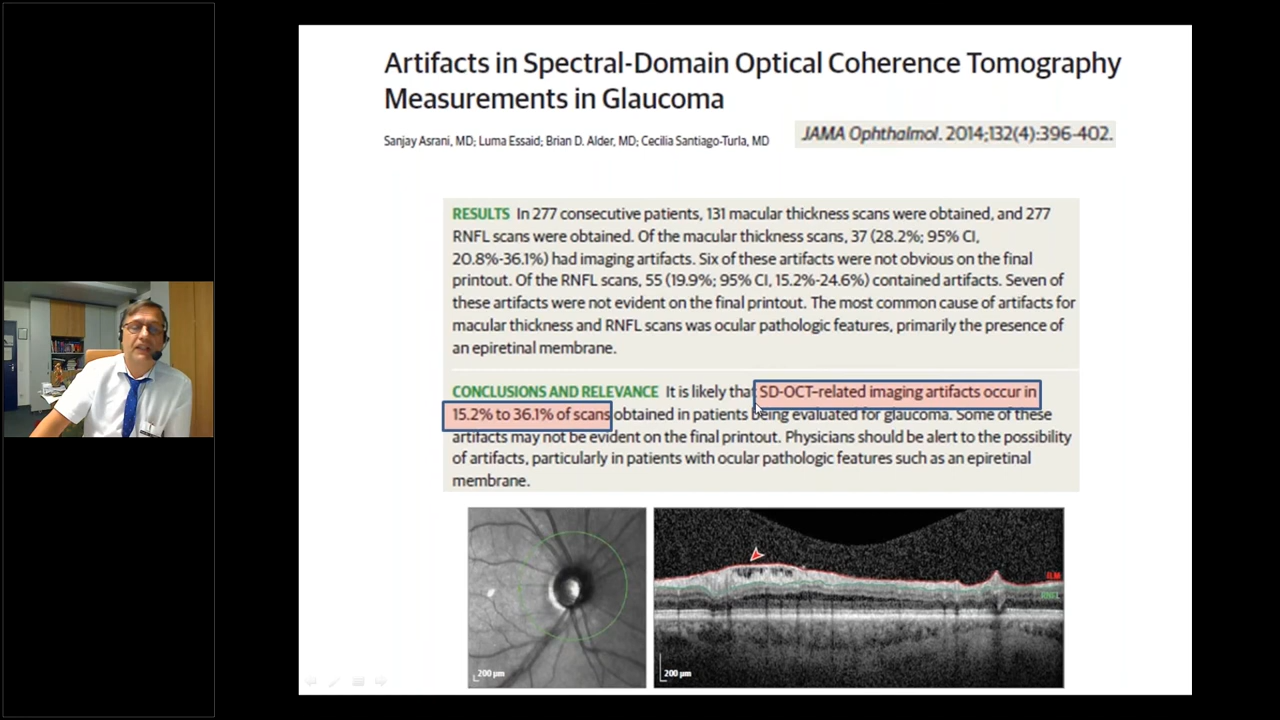 Artifacts in Spectral-Domain Optical Coherence Tomography
Measurements in Glaucoma
Sanjay Asrani, MD; Luma Essaid; Brian D. Alder, MD; Cecilia Santiago-Turla, MD
JAMA Ophthalmol. 2014;132(4):396-402.
RESULTS In 277 consecutive patients, 131 macular thickness scans were obtained, and 277
RNFL scans were obtained. Of the macular thickness scans, 37 (28.2%; 95% CI,
20.8%-36.1%) had imaging artifacts. Six of these artifacts were not obvious on the final
printout. Of the RNFL scans, 55 (19.9%; 95% CI, 15.2%-24.6%) contained artifacts. Seven of
these artifacts were not evident on the final printout. The most common cause of artifacts for
macular thickness and RNFL scans was ocular pathologic features, primarily the presence of
an epiretinal membrane.
CONCLUSIONS AND RELEVANCE It is likely that SD-OCT–related imaging artifacts occur in
15.2% to 36.1% of scans obtained in patients being evaluated for glaucoma. Some of these
artifacts may not be evident on the final printout. Physicians should be alert to the possibility
of artifacts, particularly in patients with ocular pathologic features such as an epiretinal
membrane.
ILM
RNFL
200 µm
200 µm